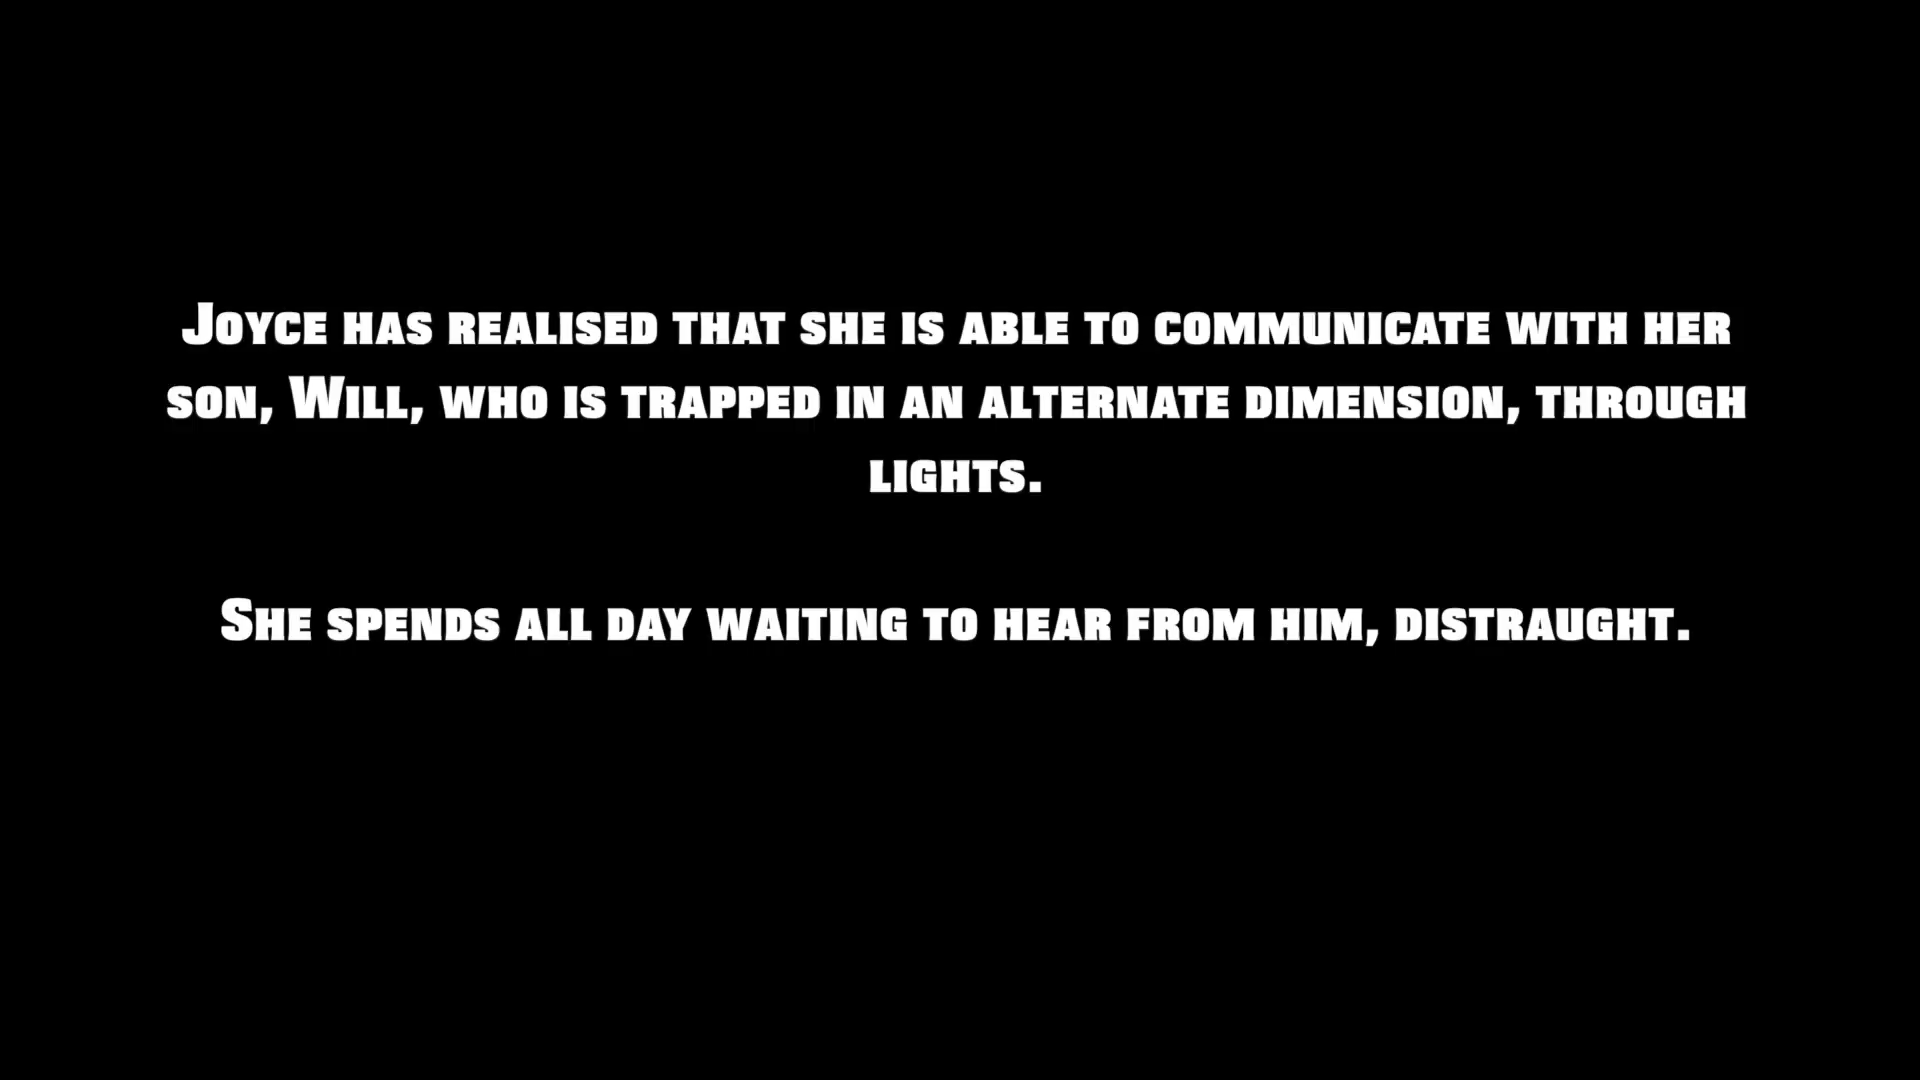 Joyce has realised that she is able to communicate with her
son, Will, who is trapped in an alternate dimension, through
lights.
She spends all day waiting to hear from him, distraught.